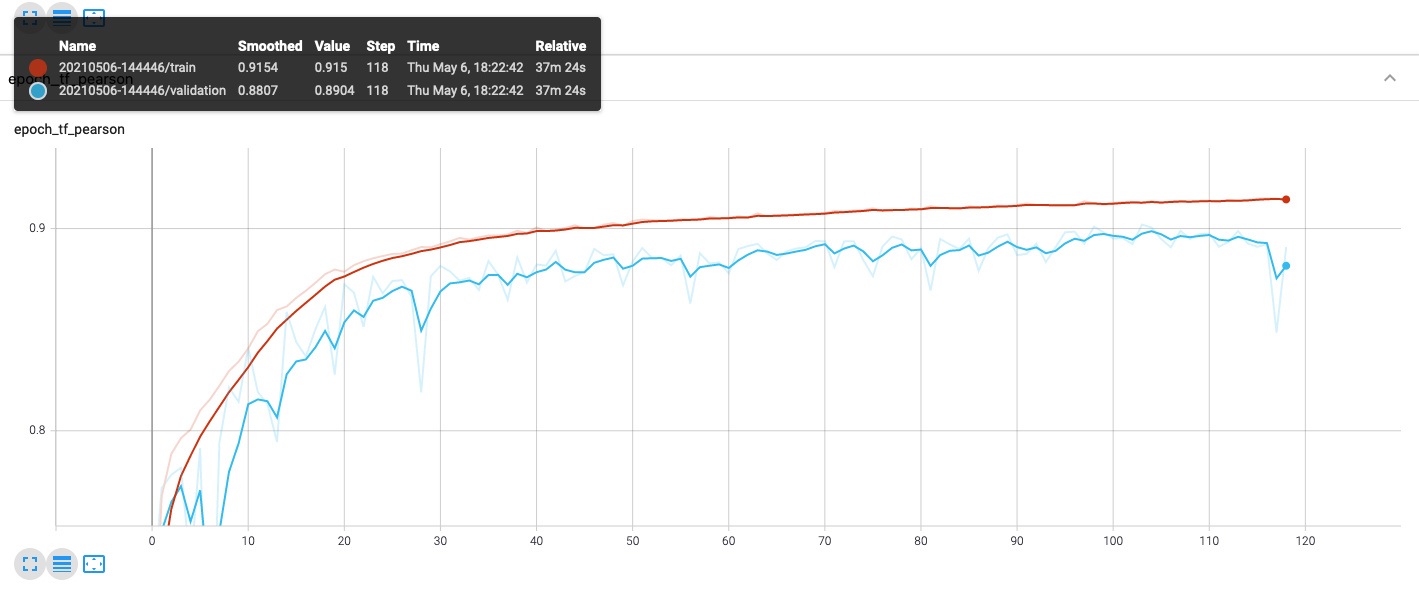 Name Smoothed Value Step Time Relative
20210506-144446/train 0.9154 0.915 118 Thu May 6, 18:22:42 37m 24s
epoch_tf_pearson
20210506-144446/validation 0.8807 0.8904 118 Thu May 6, 18:22:42 37m 24s
epoch_tf_pearson
0.9
0.8
0 10 20 30 40 50 60 70 80 90 100 110 120